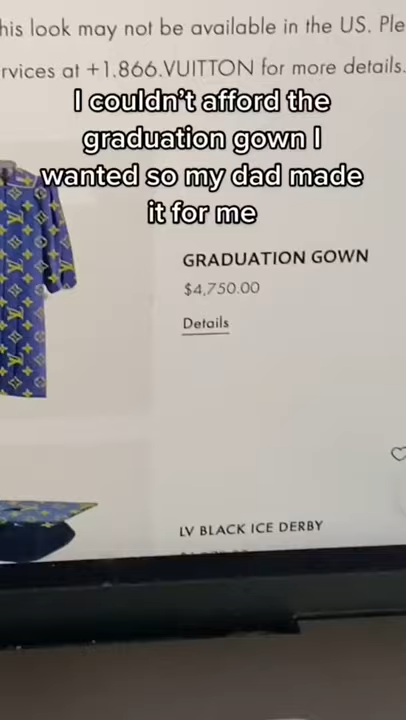 his look may not be available in the US. Ple
rvices at +1.866.VUITTON for more details.
I couldn't afford the
graduation gown I
wanted so my dad made
it for me
GRADUATION GOWN
$4,750.00
Details
LV BLACK ICE DERBY